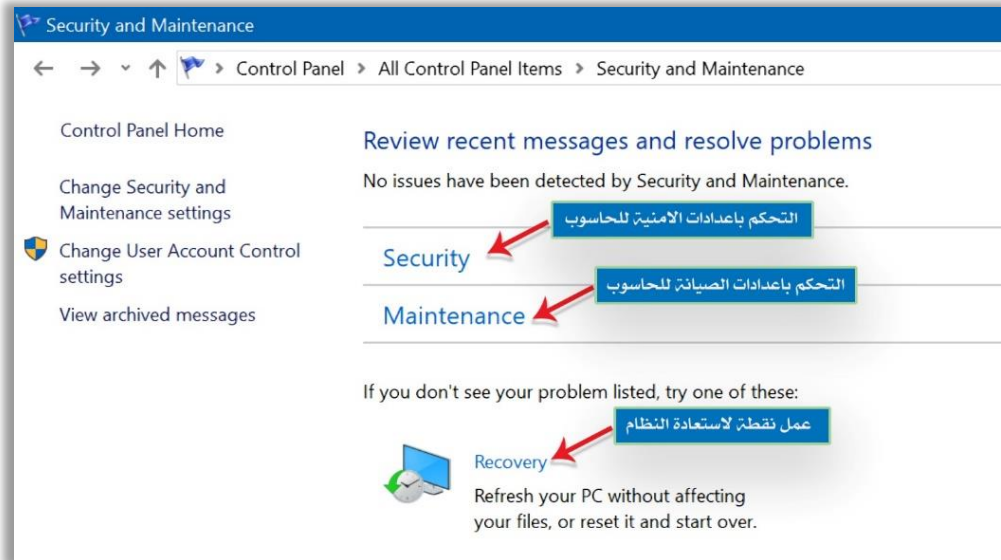 Security and Maintenance
Control Panel > All Control Panel Items > Security and Maintenance
Control Panel Home
Change Security and
Maintenance settings
Change User Account Control
settings
View archived messages
Review recent messages and resolve problems
No issues have been detected by Security and Maintenance.
التحكم باعدادات الامنية للحاسوب
Security
التحكم باعدادات الصيانة للحاسوب
Maintenance
If you don't see your problem listed, try one of these:
عمل نقطة لاستعادة النظام
Recovery
Refresh your PC without affecting
your files, or reset it and start over.